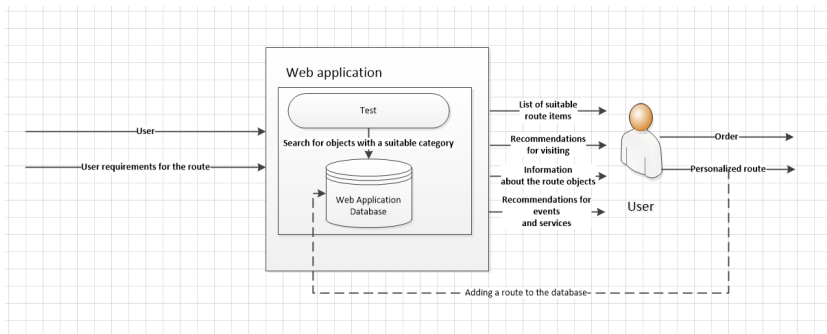 Web application
Test
Search for objects with a suitable category
Web Application
Database
User
User requirements for the route
List of suitable
route items
Recommendations
for visiting
Information
about the route objects
Recommendations for
events
and services
User
Order
Personalized route
Adding a route to the database